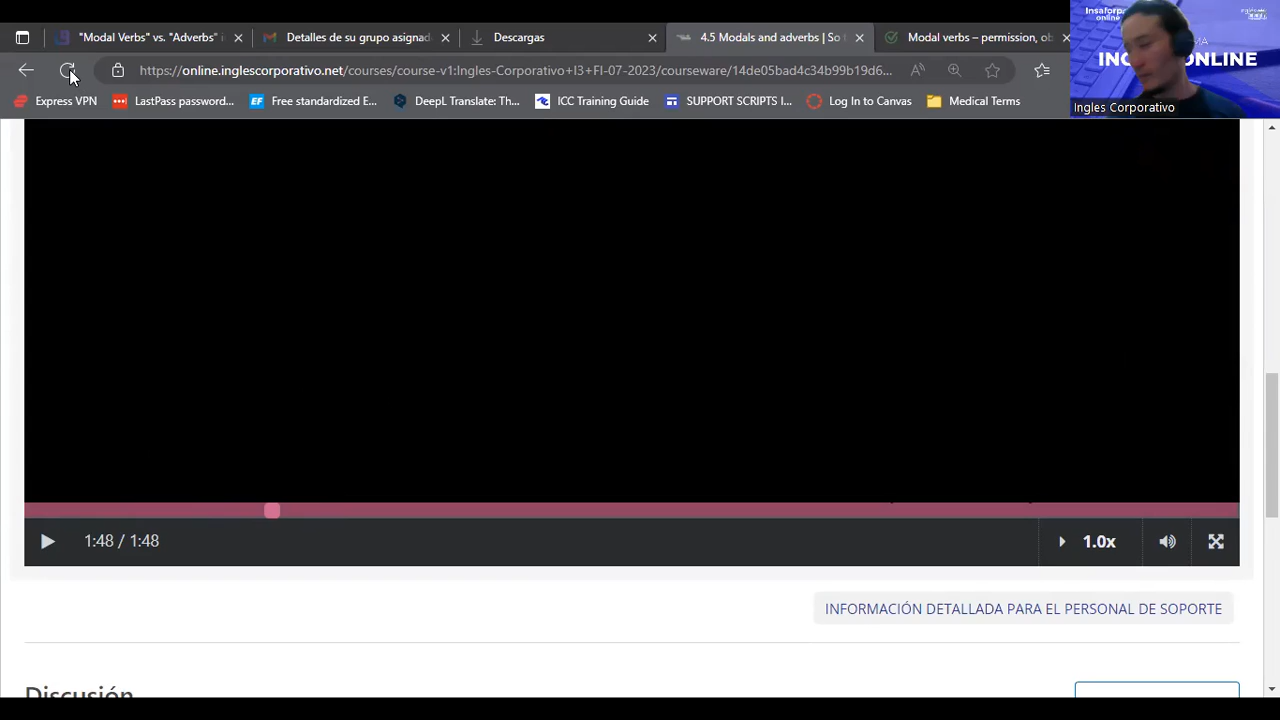 "Modal Verbs" vs. "Adverbs" i
Detalles de su grupo asignad
Descargas
4.5 Modals and adverbs | So t
Modal verbs – permission, ob
https://online.inglescorporativo.net/courses/course-v1:Ingles-Corporativo+I3+FI-07-2023/courseware/14de05bad4c34b99b19d6...
Express VPN
LastPass password...
Free standardized E...
DeepL Translate: Th...
ICC Training Guide
SUPPORT SCRIPTS I...
Log In to Canvas
Medical Terms
Insaforp
online
Ingles Corporativo
1:48 / 1:48
1.0x
INFORMACIÓN DETALLADA PARA EL PERSONAL DE SOPORTE
Discusión